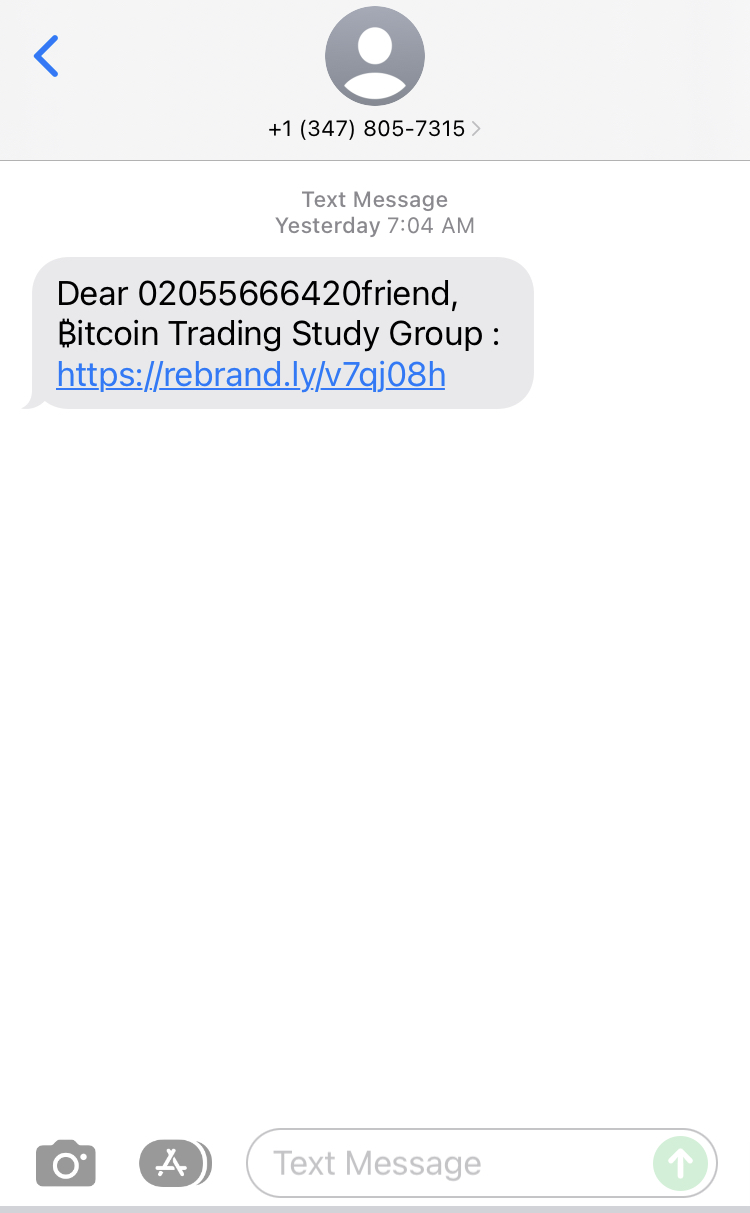 +1 (347) 805-7315
Text Message
Yesterday 7:04 AM
Dear 02055666420friend,
₿itcoin Trading Study Group :
https://rebrand.ly/v7qj08h
Text Message